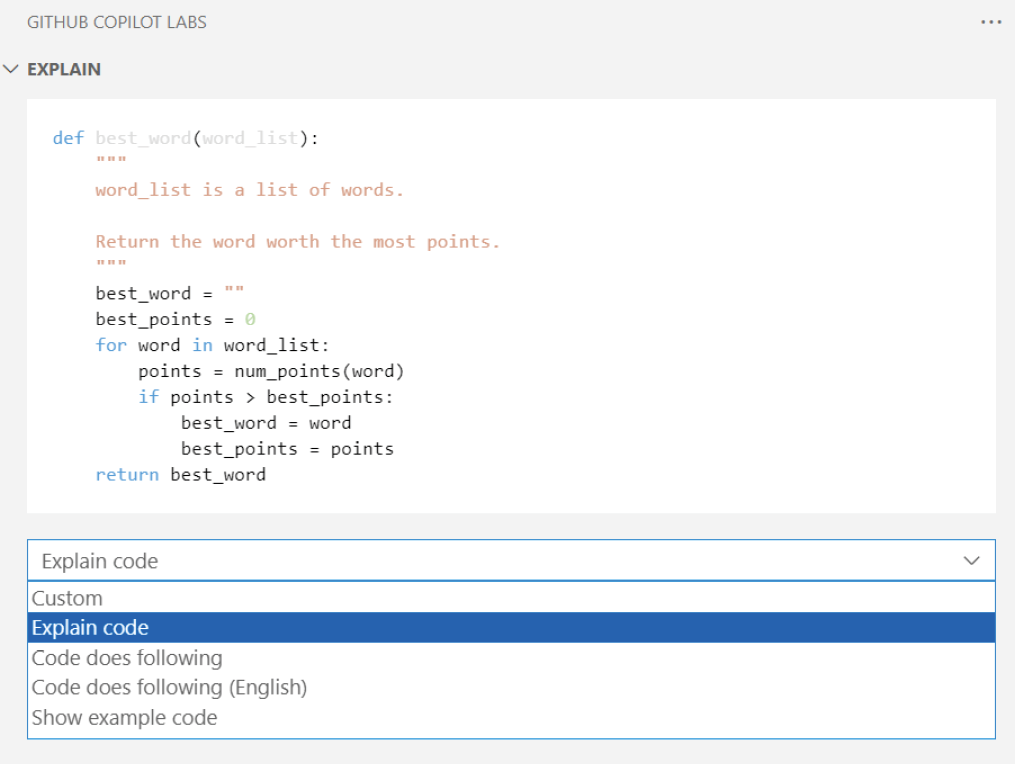 GITHUB COPILOT LABS
...
EXPLAIN
def best_word(word_list):
    """
    word_list is a list of words.

    Return the word worth the most points.
    """
    best_word = ""
    best_points = 0
    for word in word_list:
        points = num_points(word)
        if points > best_points:
            best_word = word
            best_points = points
    return best_word
Explain code
Custom
Explain code
Code does following
Code does following (English)
Show example code